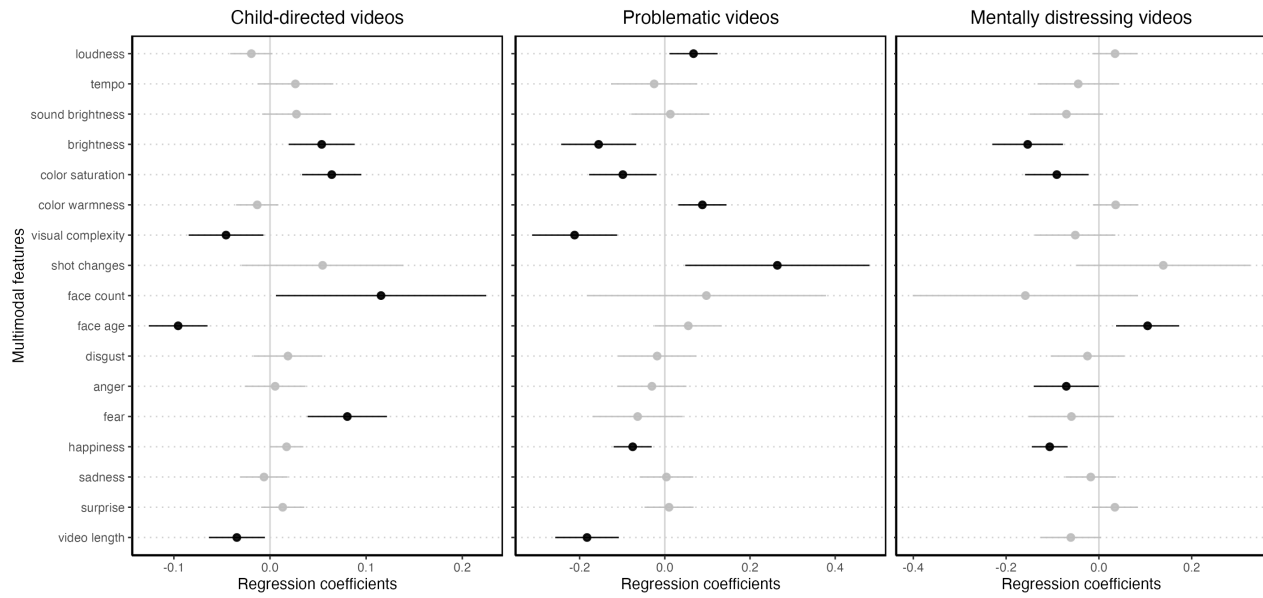 Child-directed videos
Problematic videos
Mentally distressing videos
Multimodal features
loudness
tempo
sound brightness
brightness
color saturation
color warmness
visual complexity
shot changes
face count
face age
disgust
anger
fear
happiness
sadness
surprise
video length
-0.1 0.0 0.1 0.2
-0.2 0.0 0.2 0.4
-0.4 -0.2 0.0 0.2
Regression coefficients
Regression coefficients
Regression coefficients